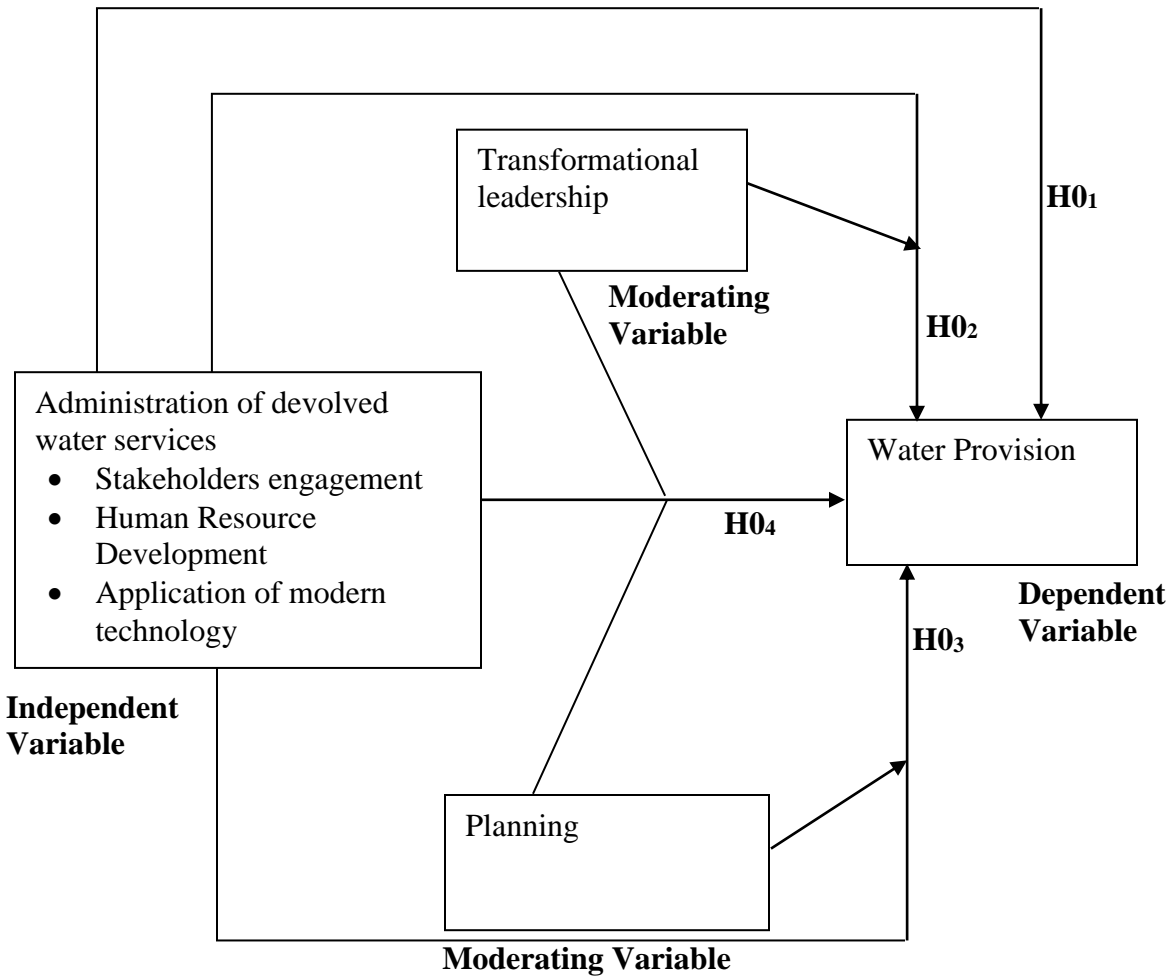 Transformational
leadership
H0₁
Moderating
Variable
H0₂
Administration of devolved
water services
• Stakeholders engagement
• Human Resource
Development
• Application of modern
technology
Water Provision
H0₄
Dependent
Variable
H0₃
Independent
Variable
Planning
Moderating Variable